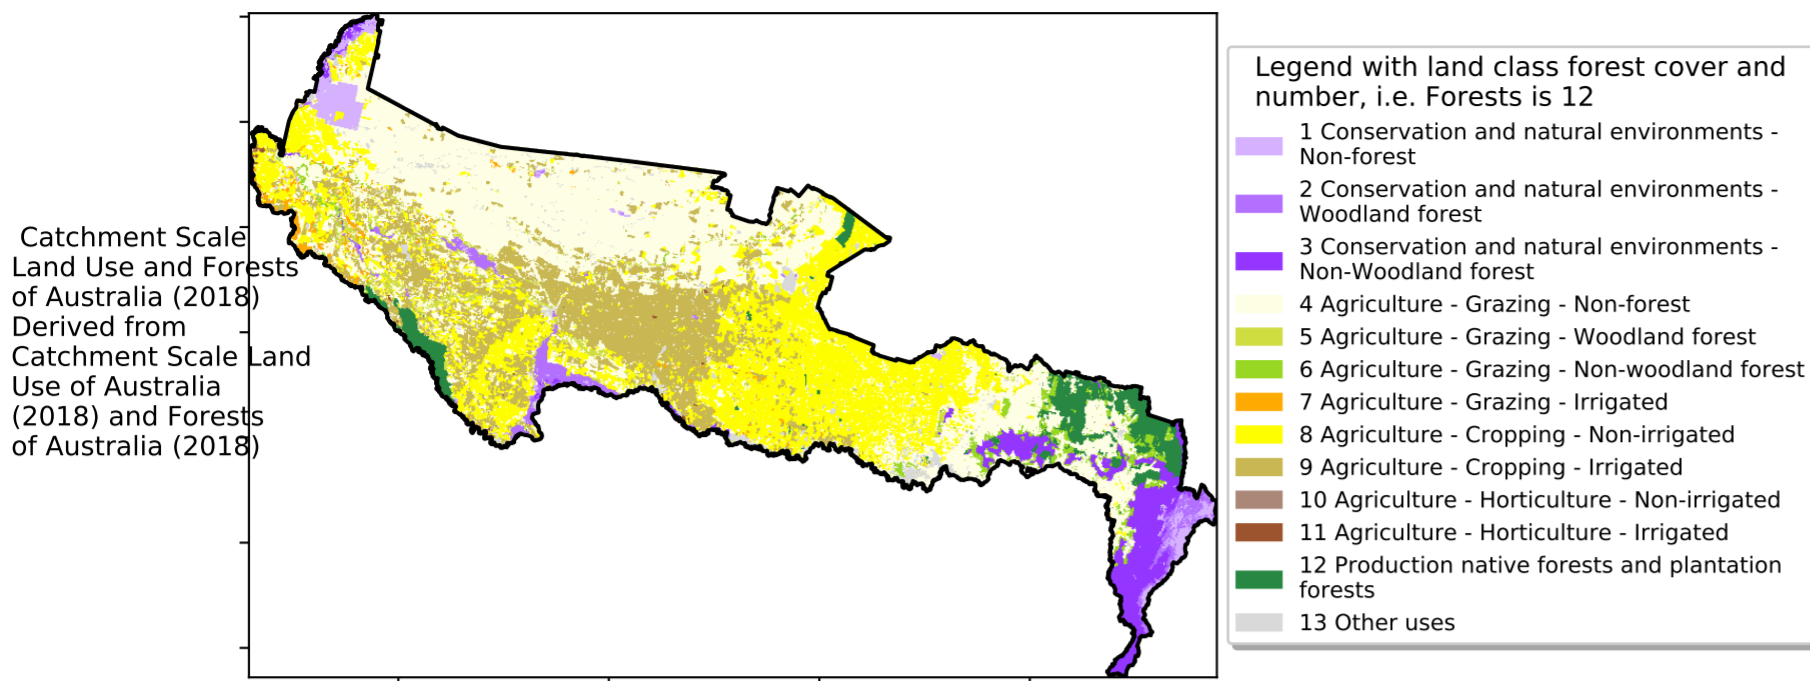 Catchment Scale
Land Use and Forests
of Australia (2018)
Derived from
Catchment Scale Land
Use of Australia
(2018) and Forests
of Australia (2018)
Legend with land class forest cover and
number, i.e. Forests is 12
1 Conservation and natural environments -
Non-forest
2 Conservation and natural environments -
Woodland forest
3 Conservation and natural environments -
Non-Woodland forest
4 Agriculture - Grazing - Non-forest
5 Agriculture - Grazing - Woodland forest
6 Agriculture - Grazing - Non-woodland forest
7 Agriculture - Grazing - Irrigated
8 Agriculture - Cropping - Non-irrigated
9 Agriculture - Cropping - Irrigated
10 Agriculture - Horticulture - Non-irrigated
11 Agriculture - Horticulture - Irrigated
12 Production native forests and plantation
forests
13 Other uses